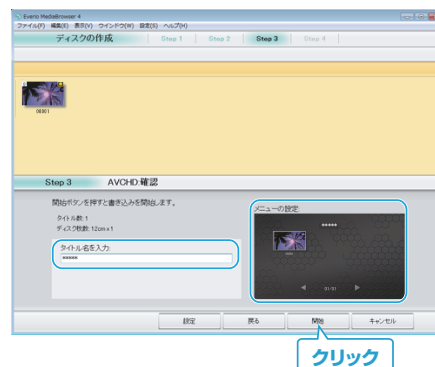 Everio MediaBrowser 4
ファイル(F) 編集(E) 表示(V) ウインドウ(W) 設定(S) ヘルプ(H)
ディスクの作成 Step 1 Step 2 Step 3 Step 4
00001
Step 3 AVCHD:確認
開始ボタンを押すと書き込みを開始します。
タイトル数: 1
ディスク枚数: 12cm x 1
タイトル名を入力:
*****
メニューの設定:
*****
01/01
設定 戻る 開始 キャンセル
クリック